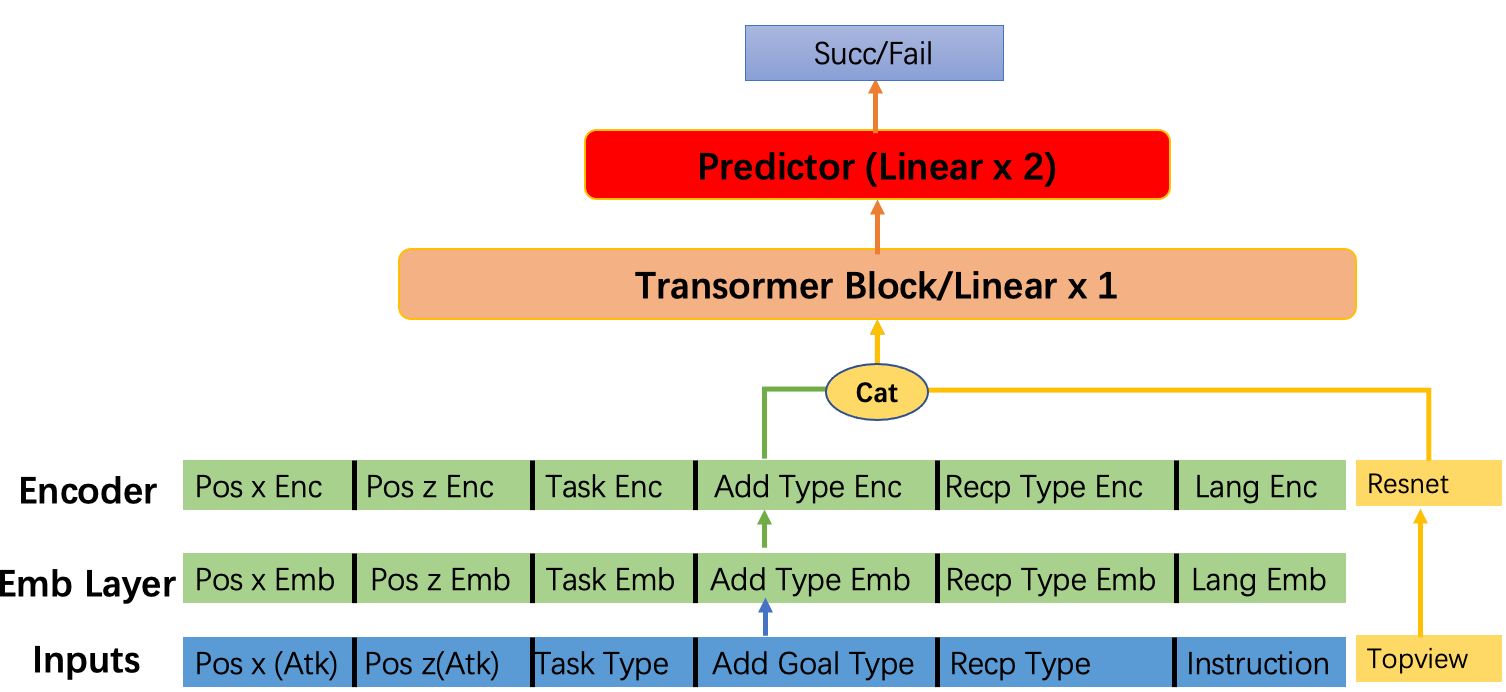 Succ/Fail
Predictor (Linear x 2)
Transormer Block/Linear x 1
Cat
Encoder Pos x Enc Pos z Enc Task Enc Add Type Enc Recp Type Enc Lang Enc Resnet
Emb Layer Pos x Emb Pos z Emb Task Emb Add Type Emb Recp Type Emb Lang Emb
Inputs Pos x (Atk) Pos z(Atk) Task Type Add Goal Type Recp Type Instruction Topview